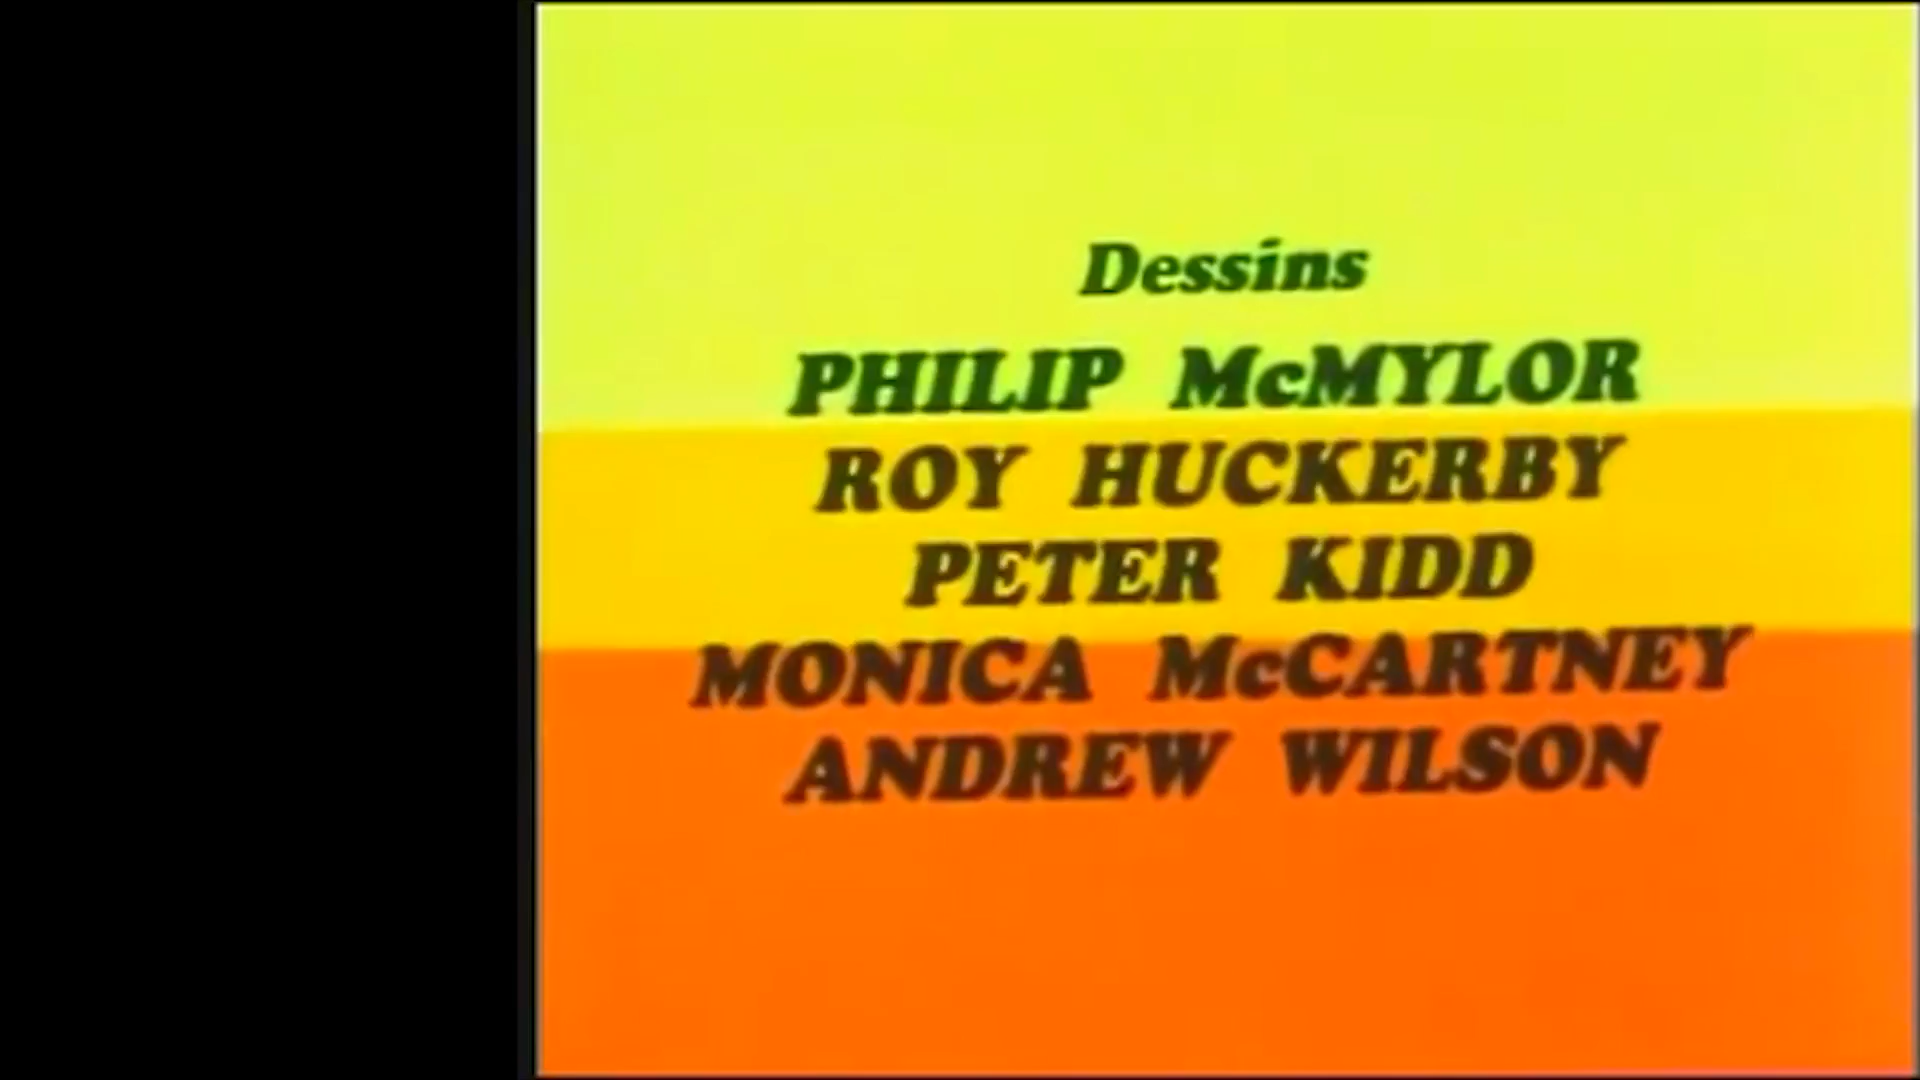 Dessins
PHILIP McMYLOR
ROY HUCKERBY
PETER KIDD
MONICA McCARTNEY
ANDREW WILSON